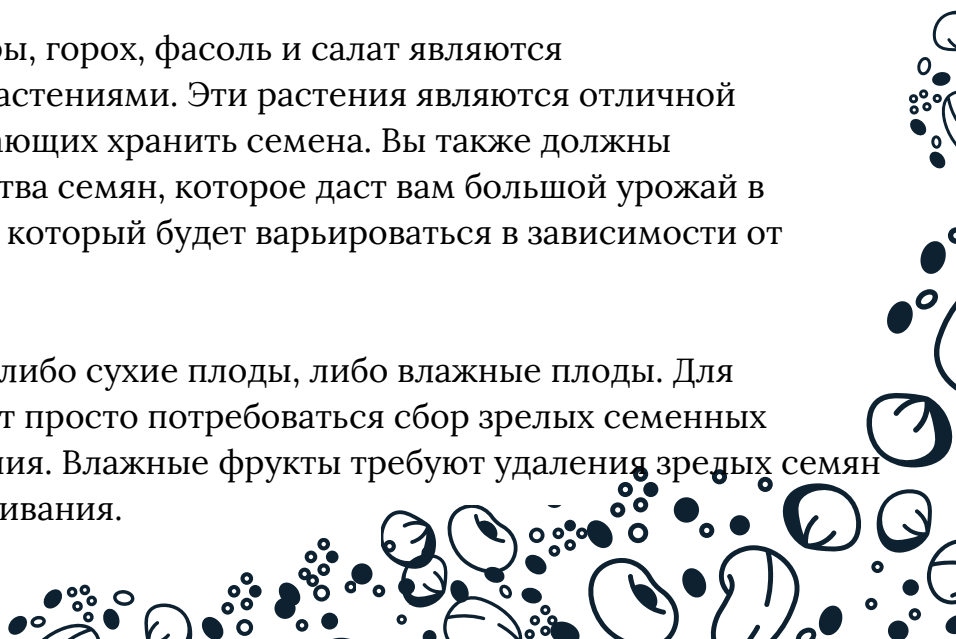 ры, горох, фасоль и салат являются
астениями. Эти растения являются отличной
ающих хранить семена. Вы также должны
тва семян, которое даст вам большой урожай в
который будет варьироваться в зависимости от
либо сухие плоды, либо влажные плоды. Для
т просто потребоваться сбор зрелых семенных
ния. Влажные фрукты требуют удаления зрелых семян
ивания.